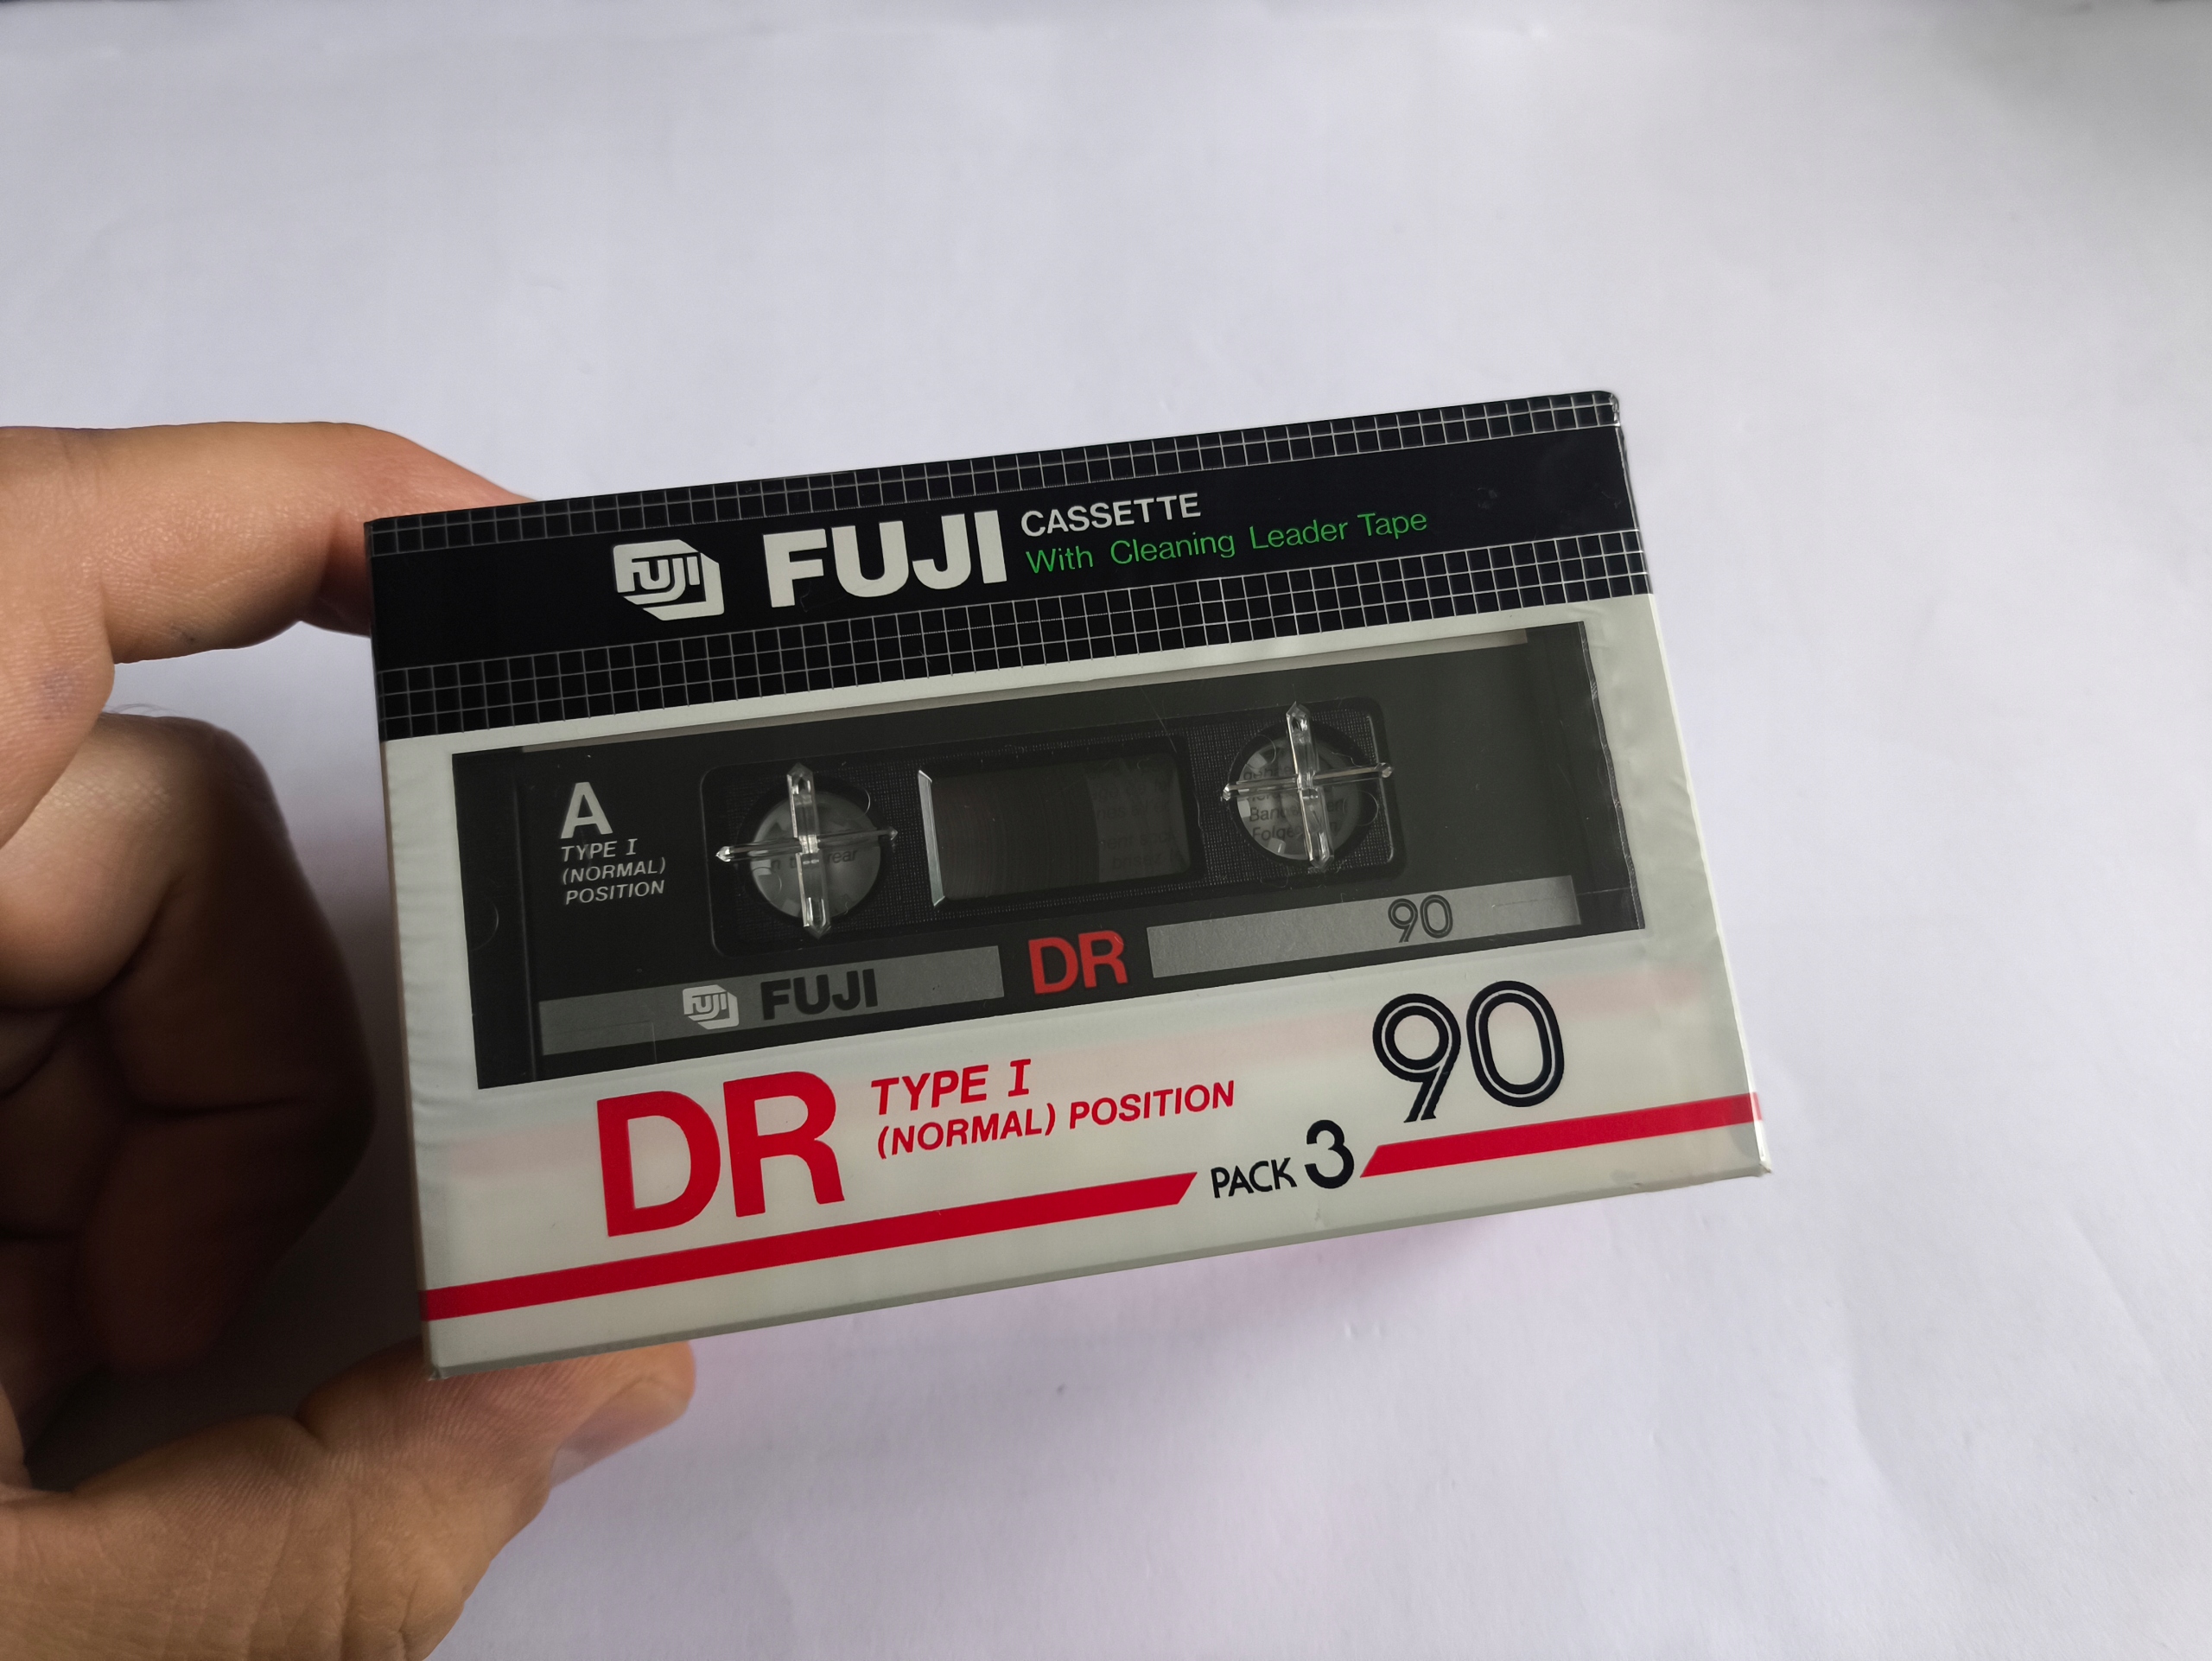 FUJI FUJI CASSETTE
With Cleaning Leader Tape
A
TYPE I
(NORMAL)
POSITION
FUJI FUJI DR 90
DR TYPE I
(NORMAL) POSITION
90
PACK 3